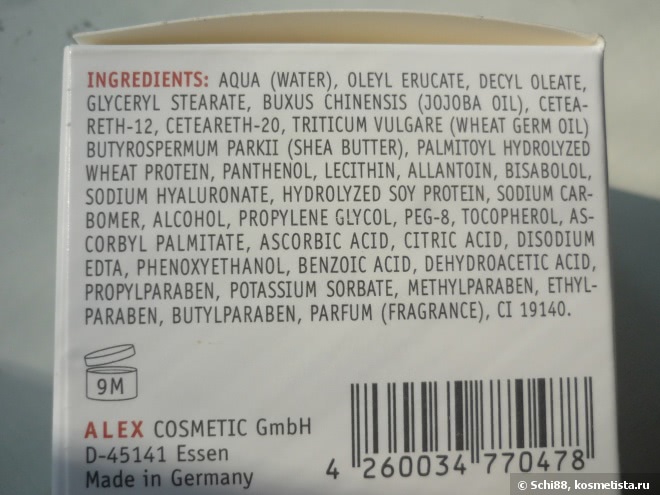 INGREDIENTS: AQUA (WATER), OLEYL ERUCATE, DECYL OLEATE,
GLYCERYL STEARATE, BUXUS CHINENSIS (JOJOBA OIL), CETEA-
RETH-12, CETEARETH-20, TRITICUM VULGARE (WHEAT GERM OIL)
BUTYROSPERMUM PARKII (SHEA BUTTER), PALMITOYL HYDROLYZED
WHEAT PROTEIN, PANTHENOL, LECITHIN, ALLANTOIN, BISABOLOL,
SODIUM HYALURONATE, HYDROLYZED SOY PROTEIN, SODIUM CAR-
BOMER, ALCOHOL, PROPYLENE GLYCOL, PEG-8, TOCOPHEROL, AS-
CORBYL PALMITATE, ASCORBIC ACID, CITRIC ACID, DISODIUM
EDTA, PHENOXYETHANOL, BENZOIC ACID, DEHYDROACETIC ACID,
PROPYLPARABEN, POTASSIUM SORBATE, METHYLPARABEN, ETHYL-
PARABEN, BUTYLPARABEN, PARFUM (FRAGRANCE), CI 19140.
9M
ALEX COSMETIC GmbH
D-45141 Essen
Made in Germany
4 260034 770478
© Schi88, kosmetista.ru